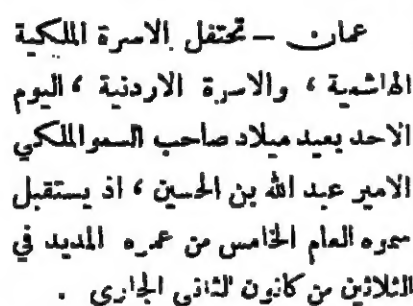 عمان – تحتفل الاسرة الملكية
الهاشمية ، والاسرة الاردنية ، اليوم
الاحد بعيد ميلاد صاحب السمو الملكي
الامير عبد الله بن الحسين ، اذ يستقبل
سموه العام الخامس من عمره المديد في
الثلاثين من كانون الثاني الجاري .